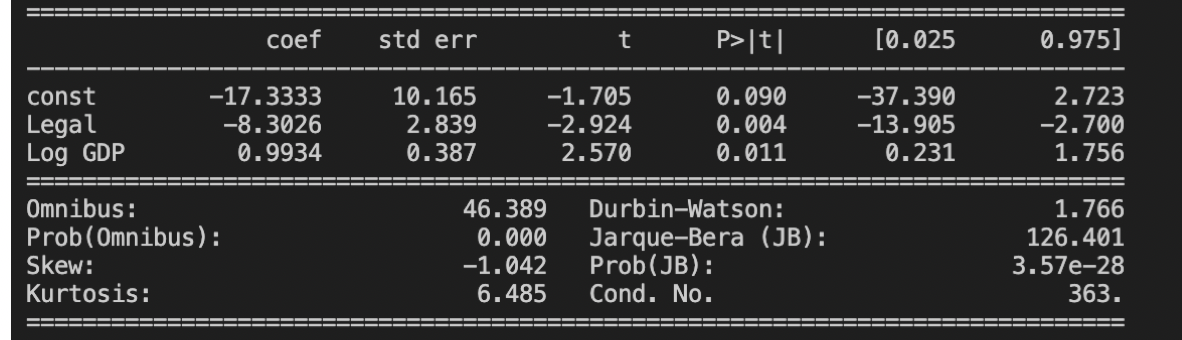 ==============================================================================
coef std err t P>|t| [0.025 0.975]
------------------------------------------------------------------------------
const -17.3333 10.165 -1.705 0.090 -37.390 2.723
Legal -8.3026 2.839 -2.924 0.004 -13.905 -2.700
Log GDP 0.9934 0.387 2.570 0.011 0.231 1.756
==============================================================================
Omnibus: 46.389 Durbin-Watson: 1.766
Prob(Omnibus): 0.000 Jarque-Bera (JB): 126.401
Skew: -1.042 Prob(JB): 3.57e-28
Kurtosis: 6.485 Cond. No. 363.
==============================================================================